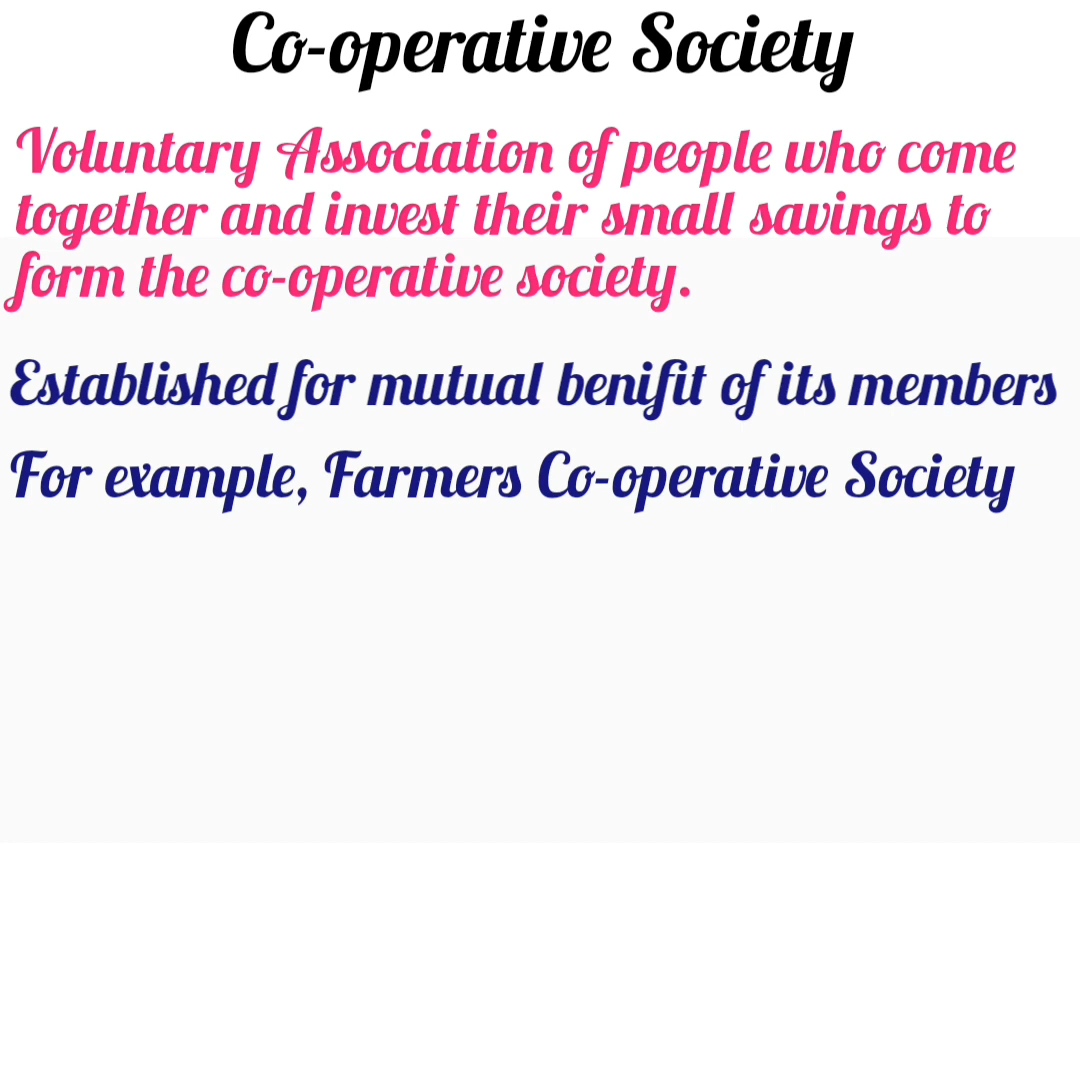 Co-operative Society
Voluntary Association of people who come
together and invest their small savings to
form the co-operative society.
Established for mutual benifit of its members
For example, Farmers Co-operative Society